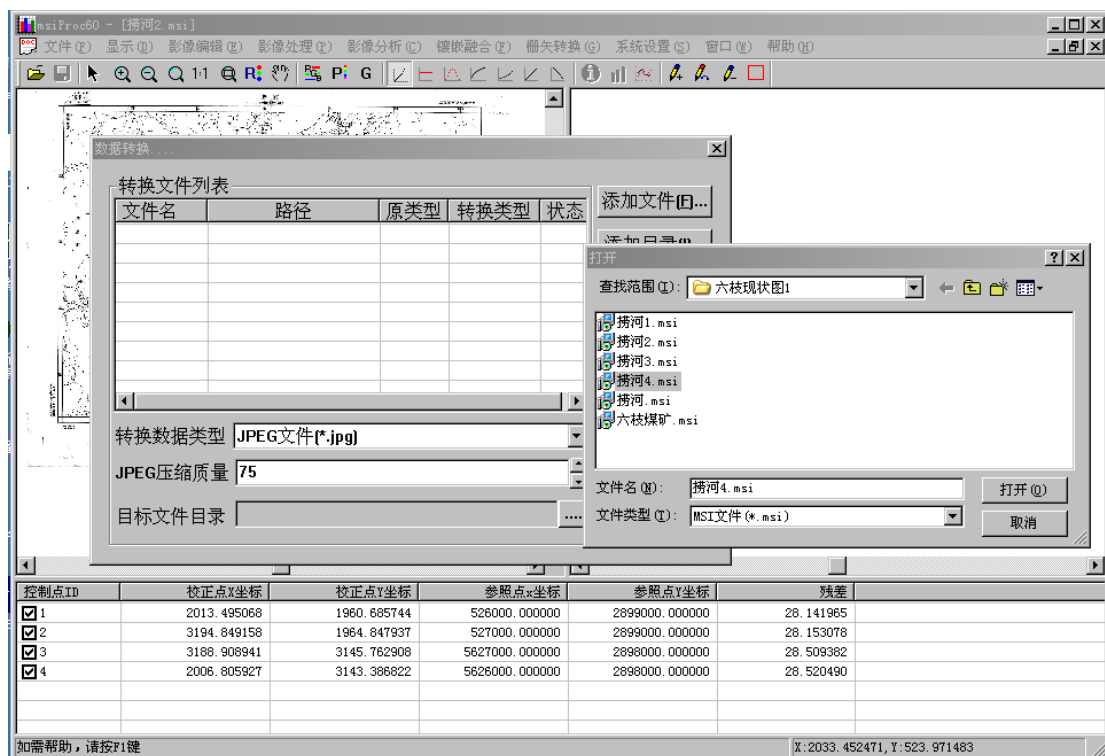 msiProc60 - [捞河2.msi]
文件(F) 显示(D) 影像编辑(E) 影像处理(P) 影像分析(C) 镶嵌融合(F) 栅矢转换(G) 系统设置(S) 窗口(W) 帮助(H)
1:1 R P G
数据转换....
转换文件列表
文件名 路径 原类型 转换类型 状态
添加文件(F)...
添加目录(I)...
转换数据类型 JPEG文件(*.jpg)
JPEG压缩质量 75
目标文件目录 ....
打开
查找范围(I): 六枝现状图1
捞河1.msi
捞河2.msi
捞河3.msi
捞河4.msi
捞河.msi
六枝煤矿.msi
文件名(N): 捞河4.msi 打开(O)
文件类型(T): MSI文件(*.msi) 取消
控制点ID 校正点X坐标 校正点Y坐标 参照点x坐标 参照点Y坐标 残差
1 2013.495068 1960.685744 526000.000000 2899000.000000 28.141965
2 3194.849158 1964.847937 527000.000000 2899000.000000 28.153078
3 3188.908941 3145.762908 5627000.000000 2898000.000000 28.509382
4 2006.805927 3143.386822 5626000.000000 2898000.000000 28.520490
如需帮助，请按F1键 X:2033.452471,Y:523.971483